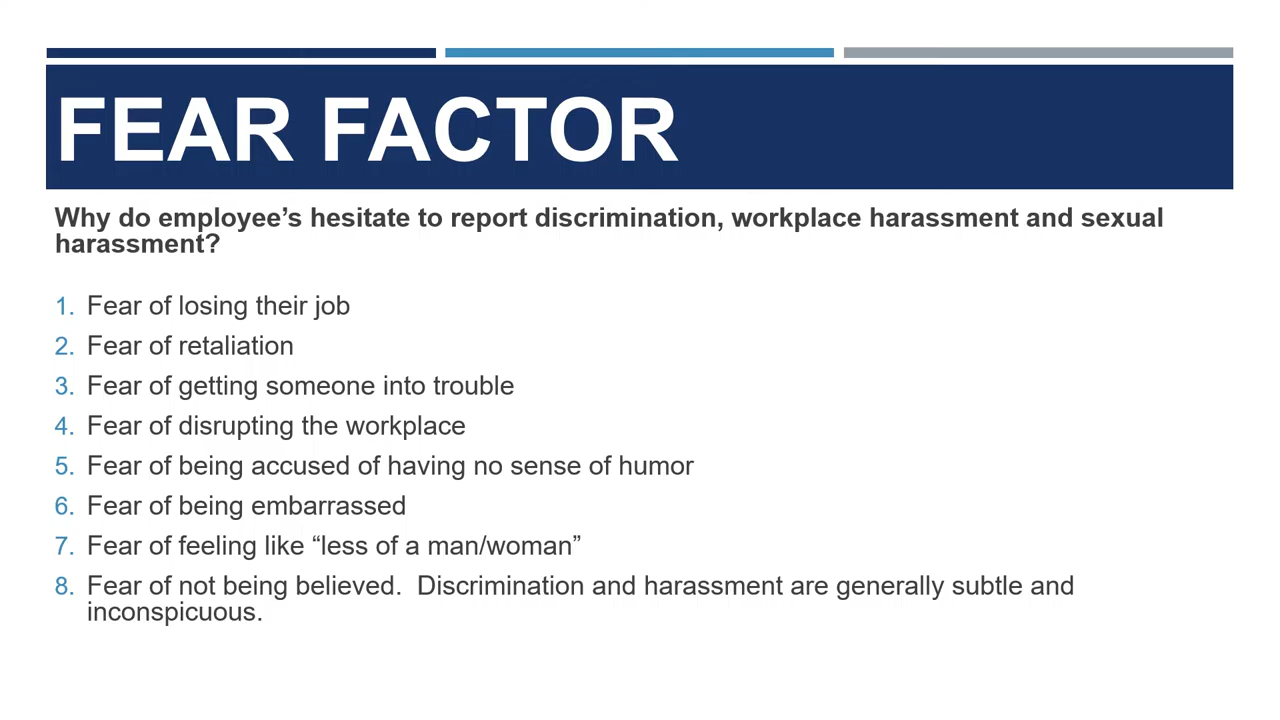 FEAR FACTOR
Why do employee’s hesitate to report discrimination, workplace harassment and sexual
harassment?
1. Fear of losing their job
2. Fear of retaliation
3. Fear of getting someone into trouble
4. Fear of disrupting the workplace
5. Fear of being accused of having no sense of humor
6. Fear of being embarrassed
7. Fear of feeling like “less of a man/woman”
8. Fear of not being believed.  Discrimination and harassment are generally subtle and
inconspicuous.